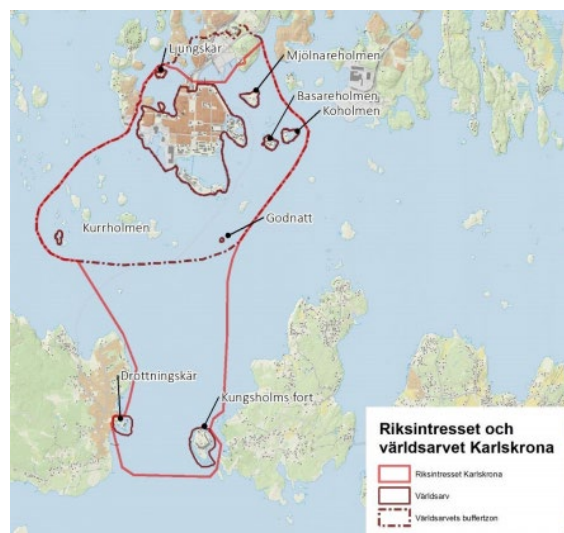 Ljungskär
Mjölnareholmen
Basareholmen
Koholmen
Kurrholmen
Godnatt
Drottningskär
Kungsholms fort
Riksintresset och
världsarvet Karlskrona
Riksintresset Karlskrona
Världsarv
Världsarvets buffertzon